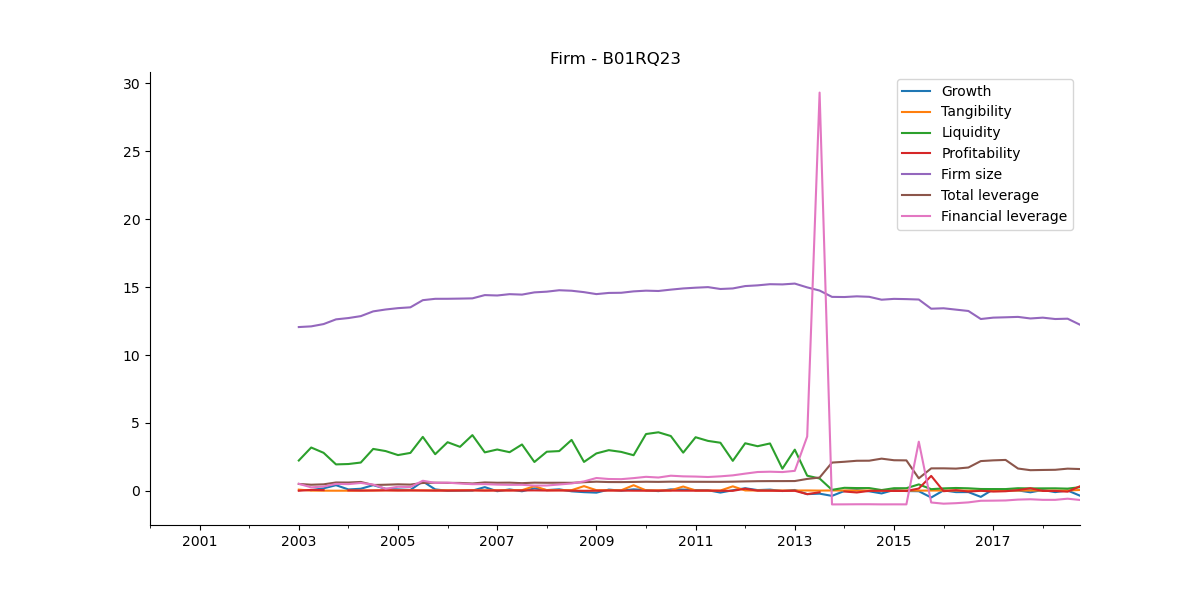 Firm - B01RQ23
30
25
20
15
10
5
0
Growth
Tangibility
Liquidity
Profitability
Firm size
Total leverage
Financial leverage
2001 2003 2005 2007 2009 2011 2013 2015 2017